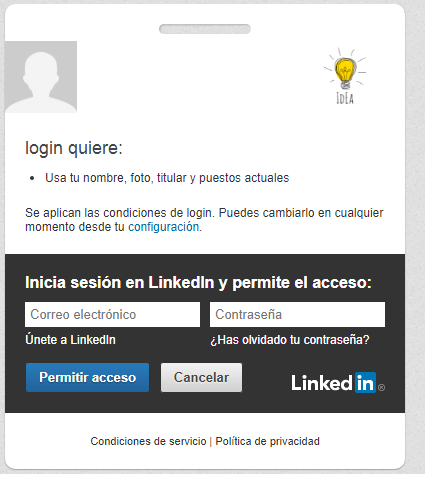 IdEa
login quiere:
• Usa tu nombre, foto, titular y puestos actuales
Se aplican las condiciones de login. Puedes cambiarlo en cualquier
momento desde tu configuración.
Inicia sesión en LinkedIn y permite el acceso:
Correo electrónico Contraseña
Únete a LinkedIn ¿Has olvidado tu contraseña?
Permitir acceso Cancelar Linked in®
Condiciones de servicio | Política de privacidad